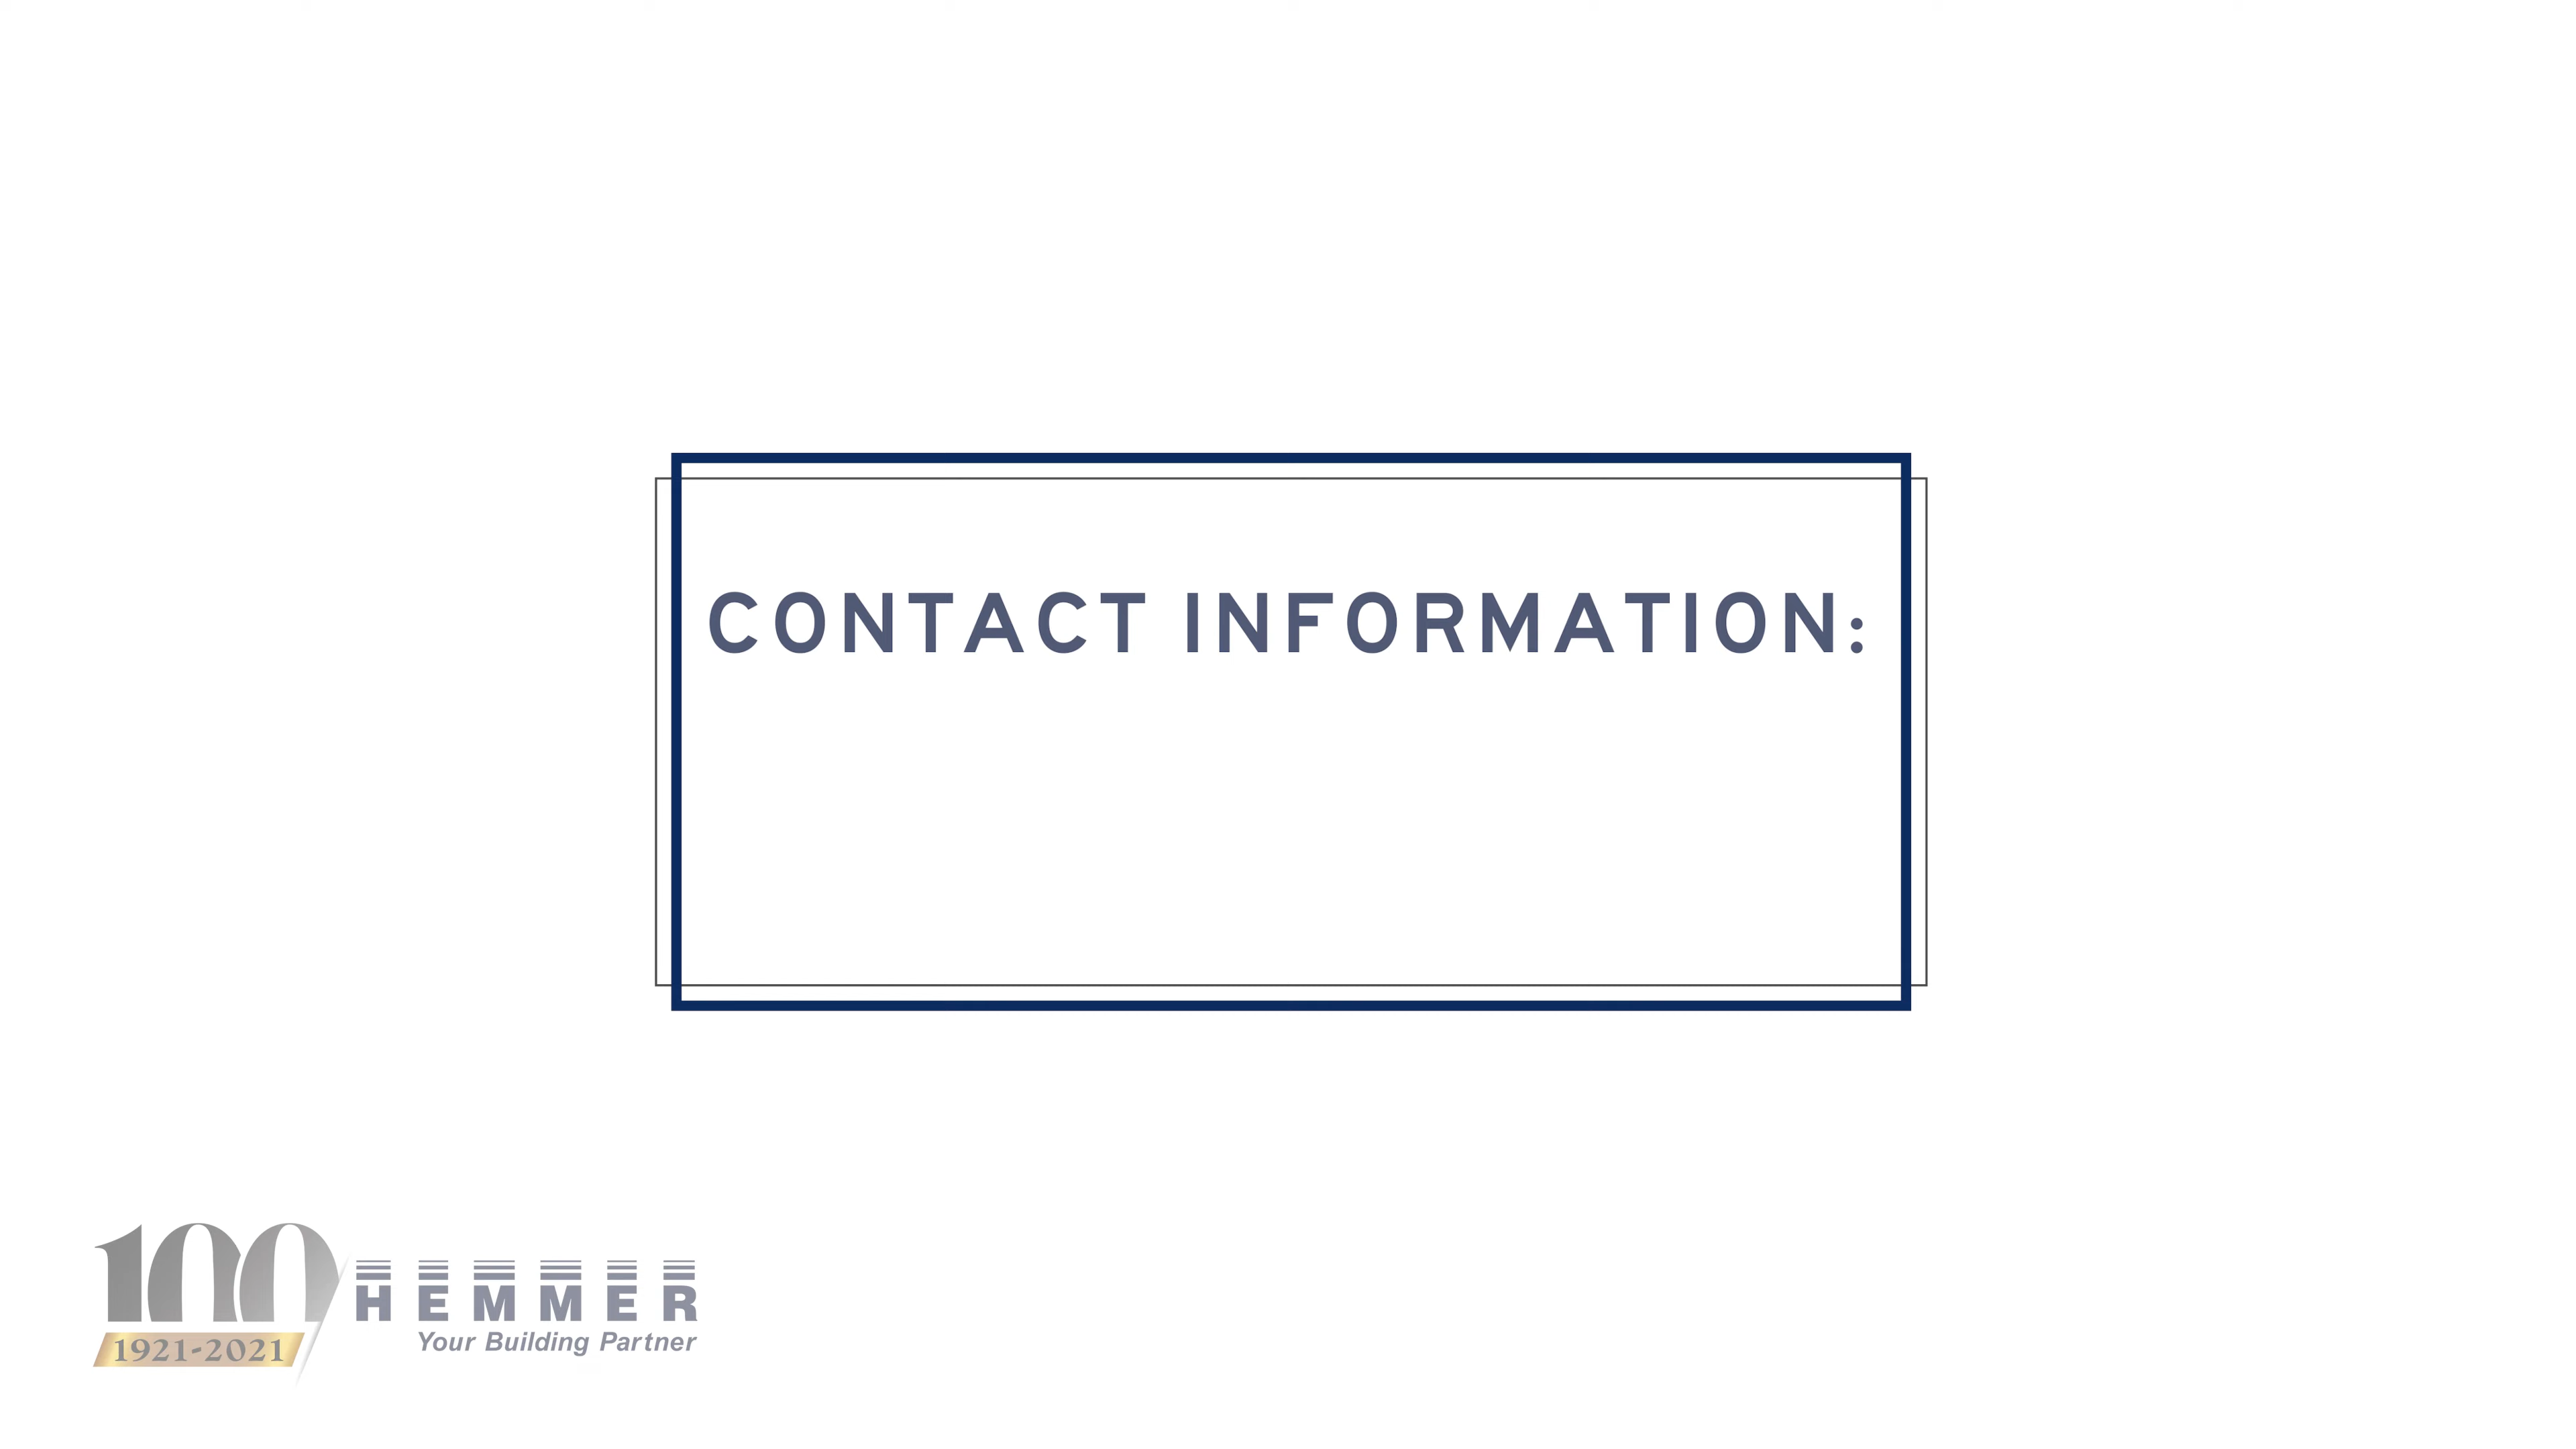 CONTACT INFORMATION:
100
HEMMER
1921-2021
Your Building Partner